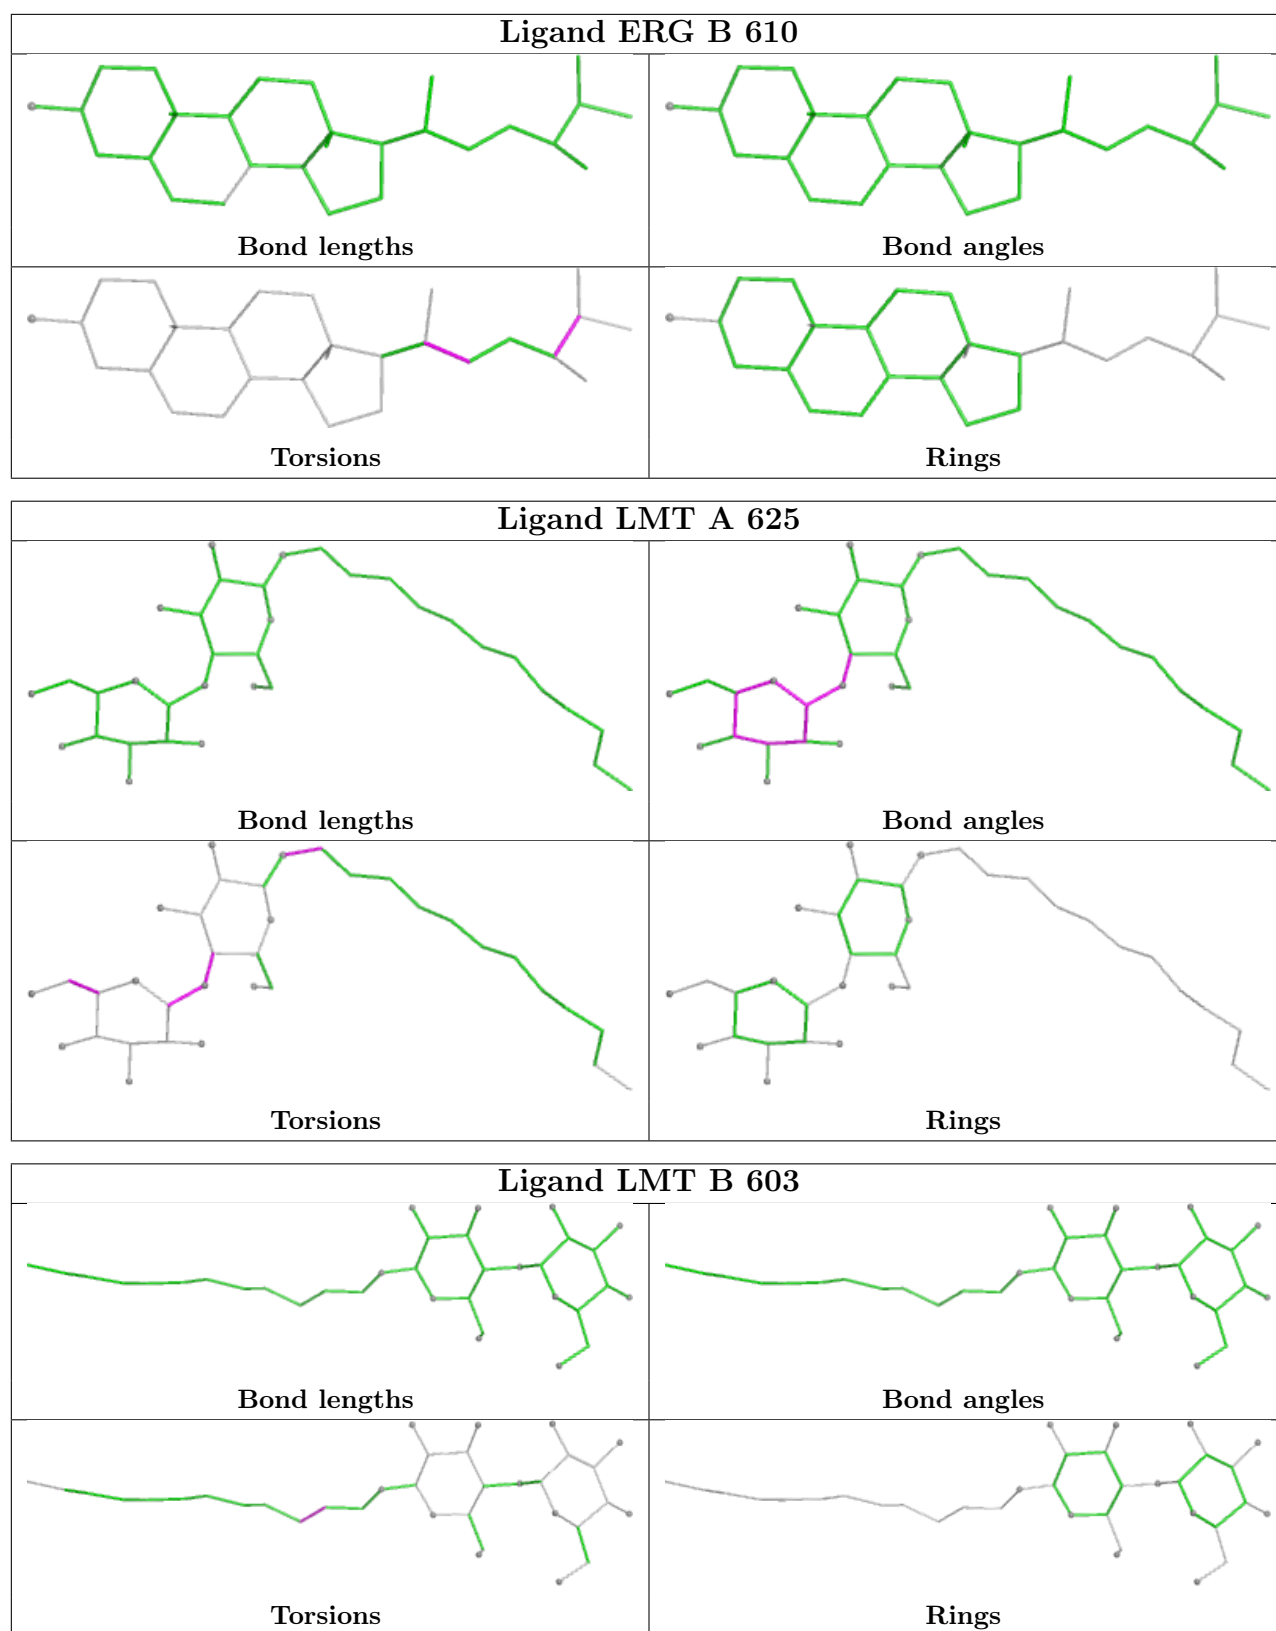 Ligand ERG B 610
Bond lengths
Bond angles
Torsions
Rings
Ligand LMT A 625
Bond lengths
Bond angles
Torsions
Rings
Ligand LMT B 603
Bond lengths
Bond angles
Torsions
Rings